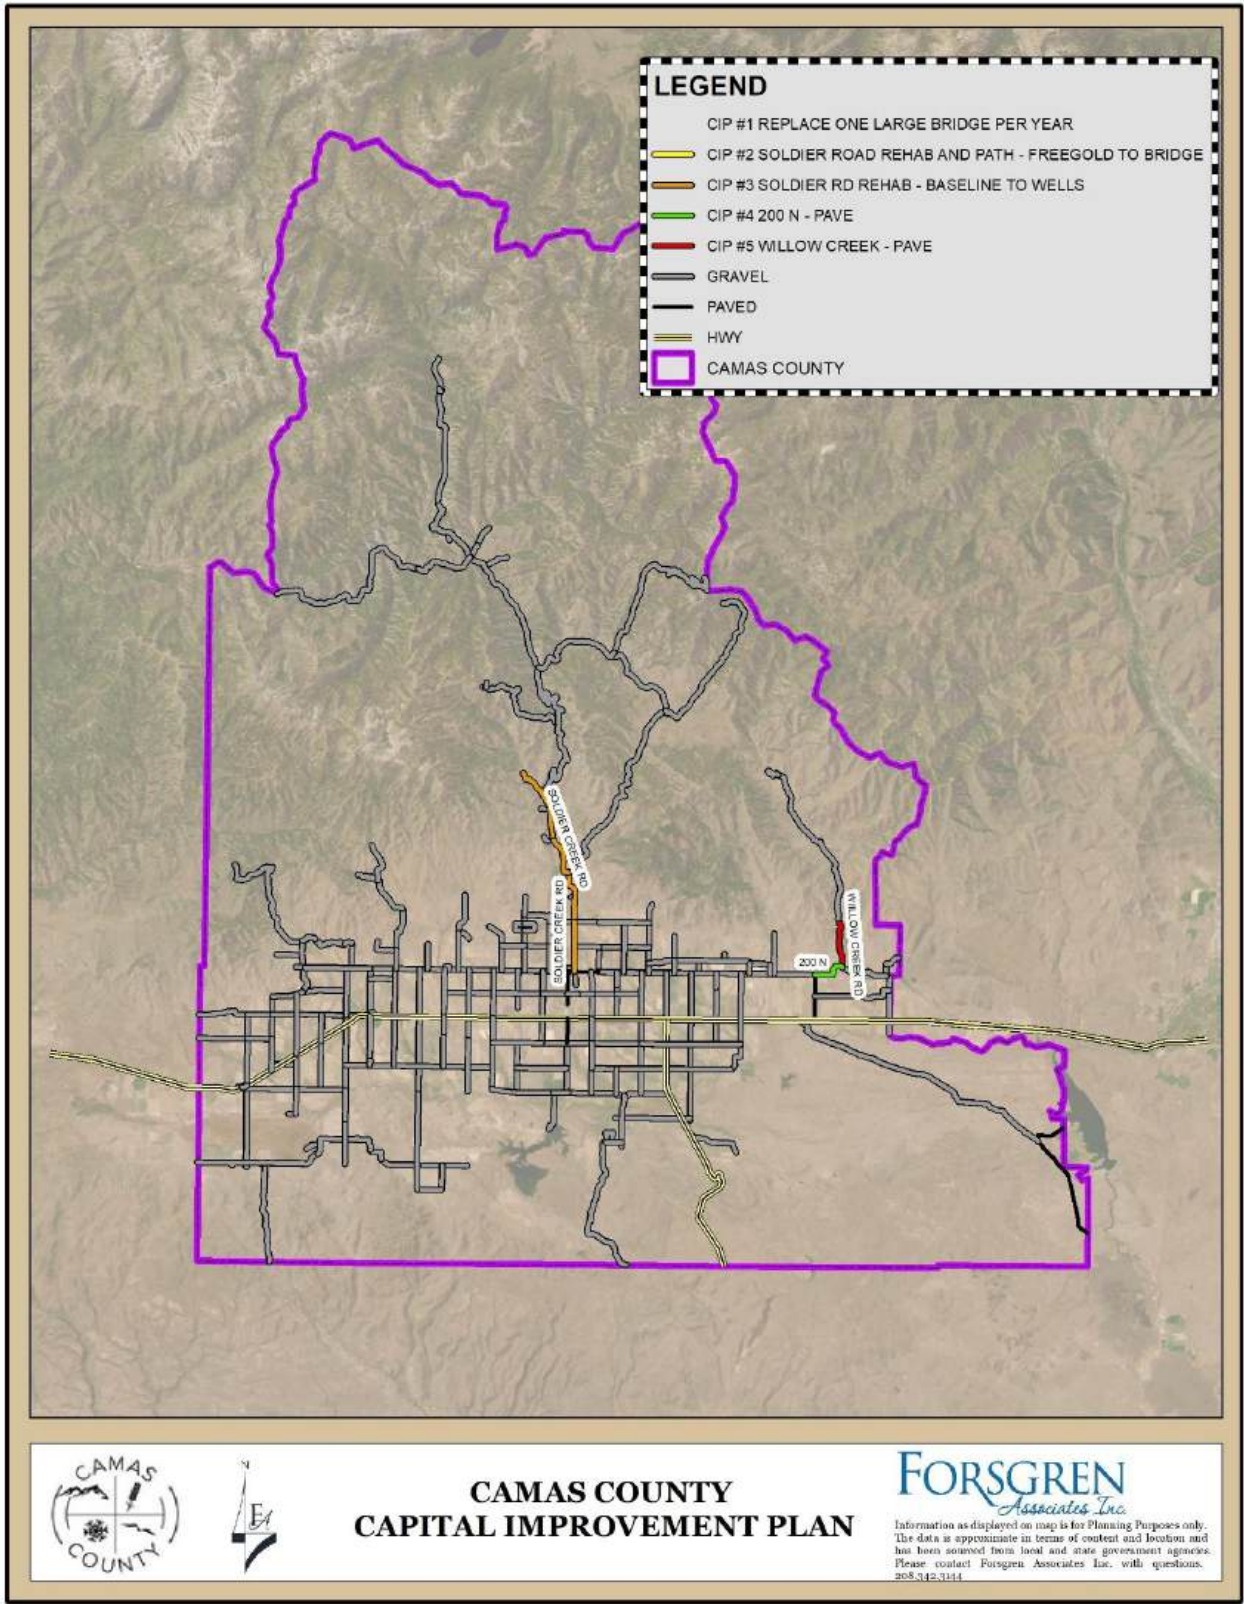 LEGEND
CIP #1 REPLACE ONE LARGE BRIDGE PER YEAR
CIP #2 SOLDIER ROAD REHAB AND PATH - FREEGOLD TO BRIDGE
CIP #3 SOLDIER RD REHAB - BASELINE TO WELLS
CIP #4 200 N - PAVE
CIP #5 WILLOW CREEK - PAVE
GRAVEL
PAVED
HWY
CAMAS COUNTY
SOLDIER CREEK RD
SOLDIER CREEK RD
WILLOW CREEK RD
200 N
CAMAS
COUNTY
N
CAMAS COUNTY
CAPITAL IMPROVEMENT PLAN
FORSGREN
Associates Inc.
Information as displayed on map is for Planning Purposes only.
The data is approximate in terms of content and location and
has been sourced from local and state government agencies.
Please contact Forsgren Associates Inc. with questions.
208.342.3144